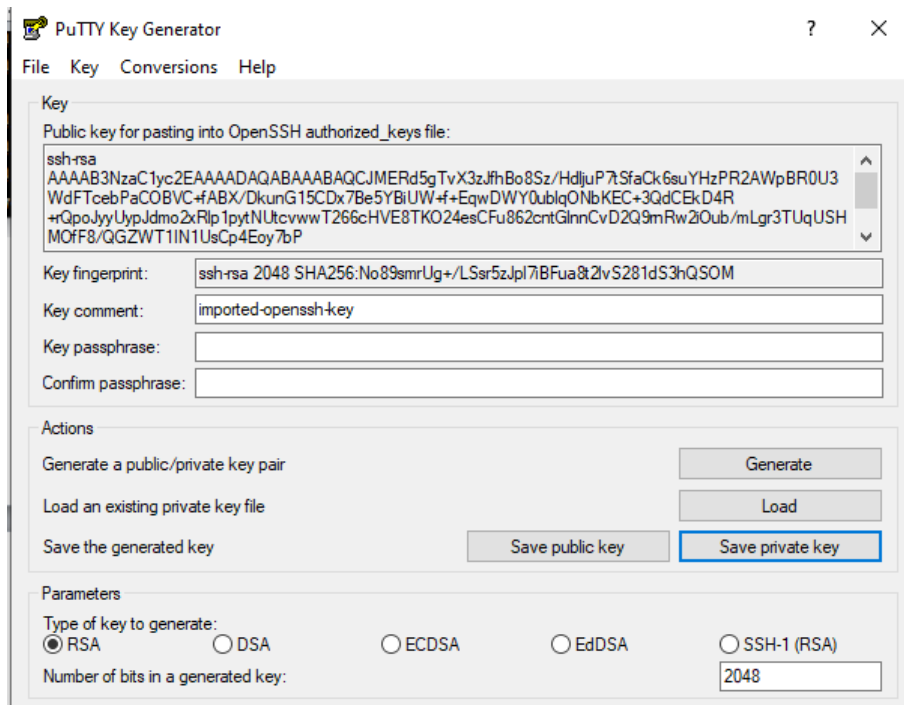 PuTTY Key Generator
File Key Conversions Help
Key
Public key for pasting into OpenSSH authorized_keys file:
ssh-rsa
AAAAB3NzaC1yc2EAAAADAQABAAABAQCJMERd5gTvX3zJfhBo8Sz/HdljuP7tSfaCk6suYHzPR2AWpBR0U3
WdFTcebPaCOBVC+fABX/DkunG15CDx7Be5YBiUW+f+EqwDWY0ubIqONbKEC+3QdCEkD4R
+rQpoJyyUypJdmo2xRlp1pytNUtcvwwT266cHVE8TKO24esCFu862cntGlnnCvD2Q9mRw2iOub/mLgr3TUqUSH
MOfF8/QGZWT1IN1UsCp4Eoy7bP
Key fingerprint: ssh-rsa 2048 SHA256:No89smrUg+/LSsr5zJpl7iBFua8t2lvS281dS3hQSOM
Key comment: imported-openssh-key
Key passphrase:
Confirm passphrase:
Actions
Generate a public/private key pair Generate
Load an existing private key file Load
Save the generated key Save public key Save private key
Parameters
Type of key to generate:
RSA DSA ECDSA EdDSA SSH-1 (RSA)
Number of bits in a generated key: 2048